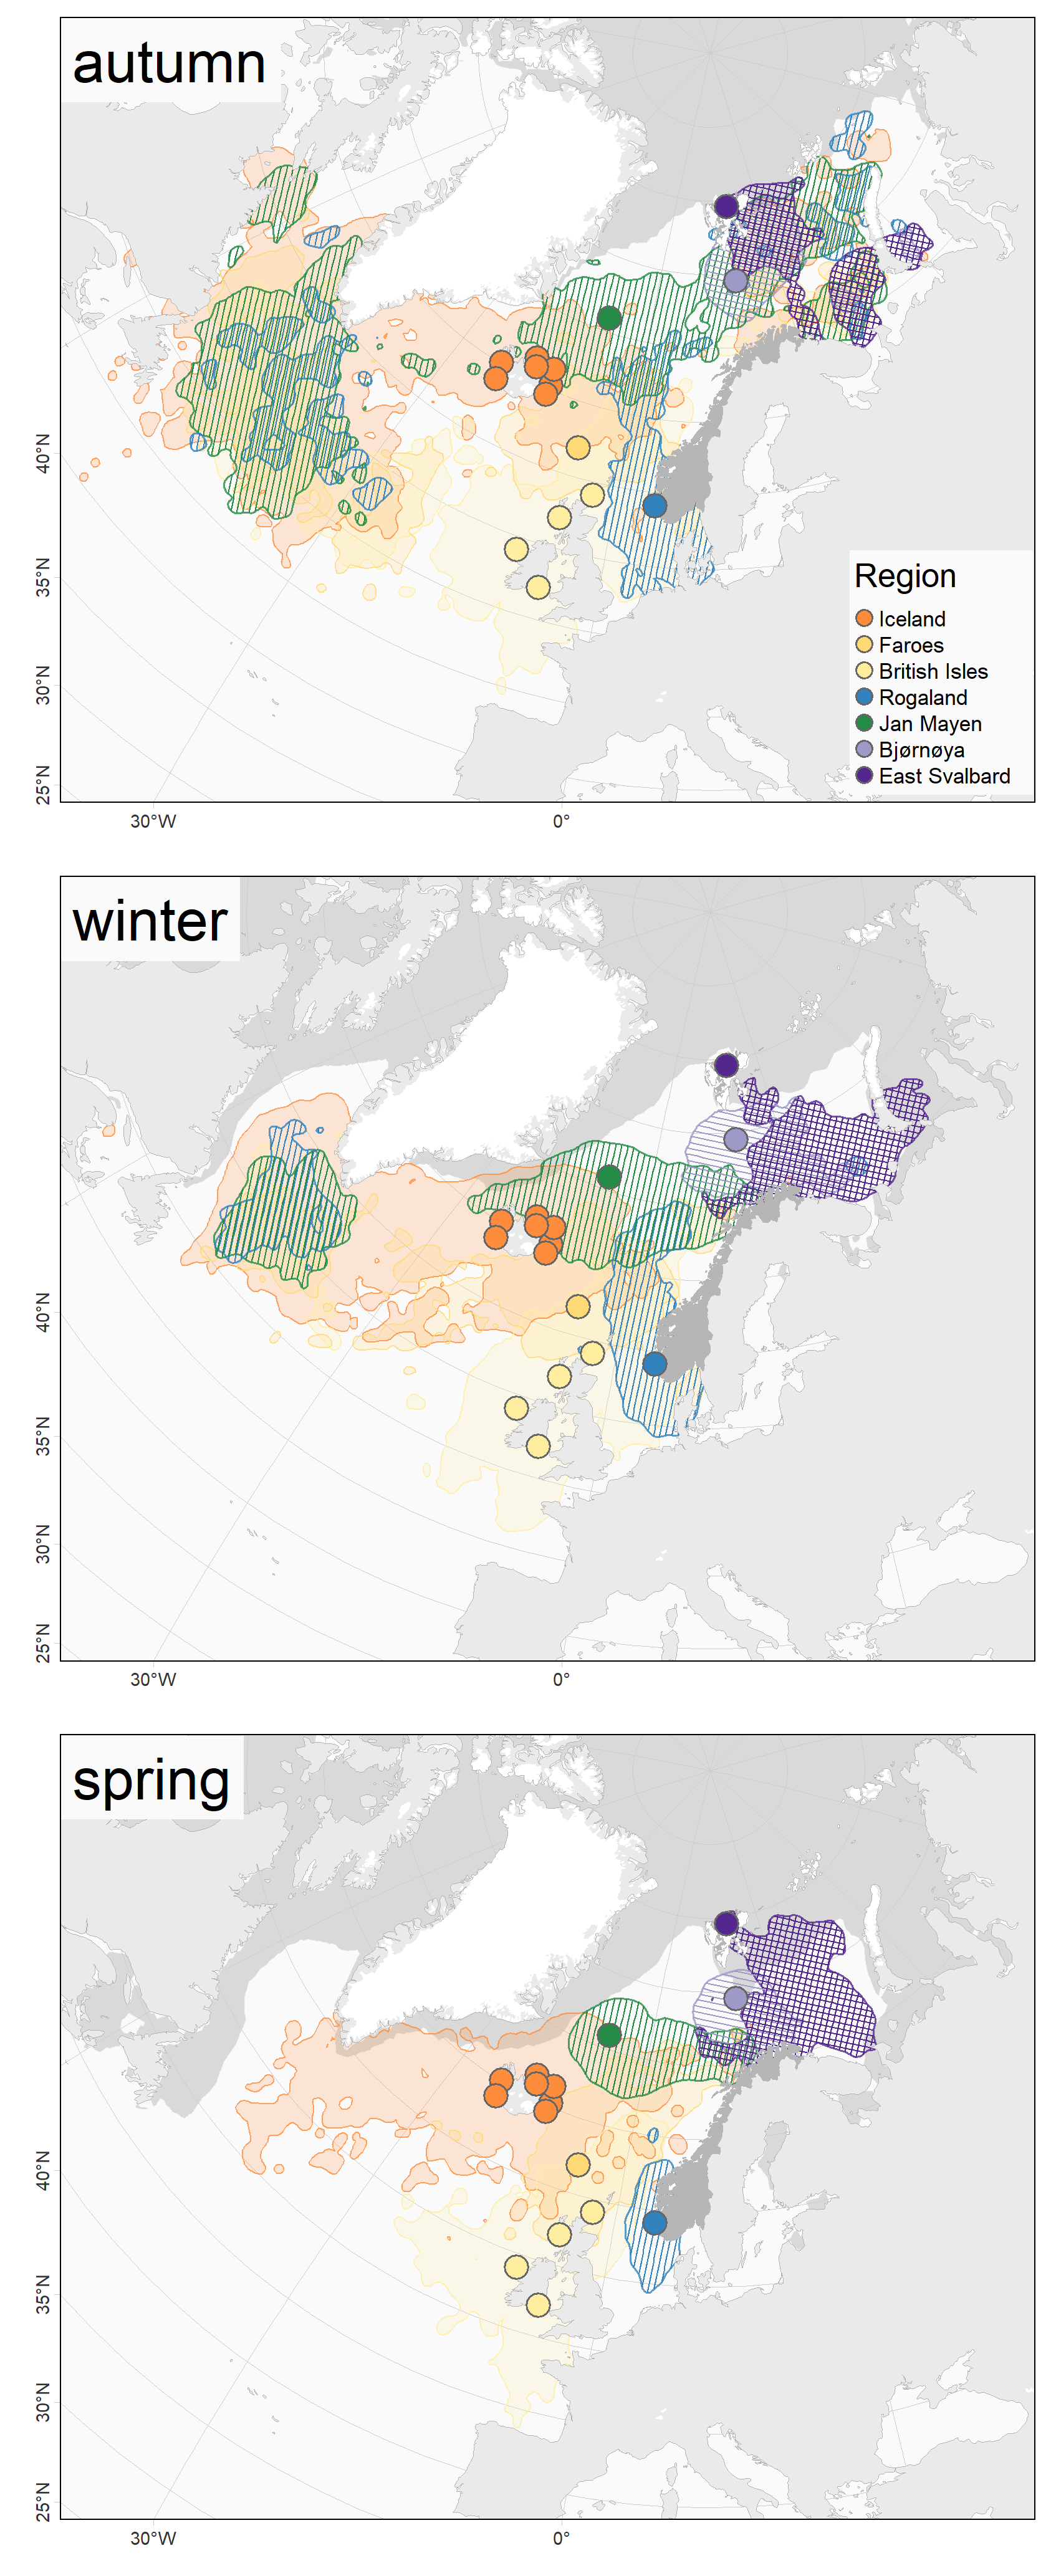 autumn
40°N
35°N
30°N
25°N
Region
Iceland
Faroes
British Isles
Rogaland
Jan Mayen
Bjørnøya
East Svalbard
30°W
0°
winter
40°N
35°N
30°N
25°N
30°W
0°
spring
40°N
35°N
30°N
25°N
30°W
0°